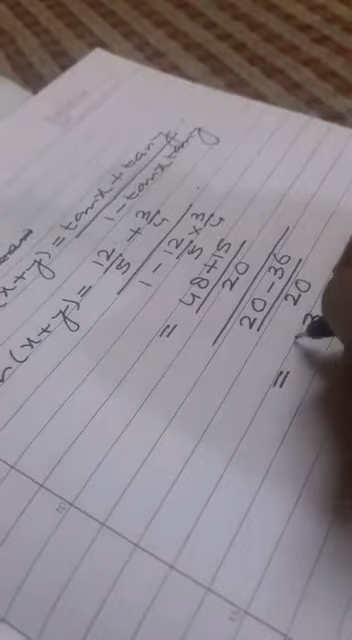 (x+y) = tanx + tany
1 - tanx tany
(x+y) = 12/5 + 3/4
1 - 12/5 × 3/4
= 48+15
20
20 - 36
20
=